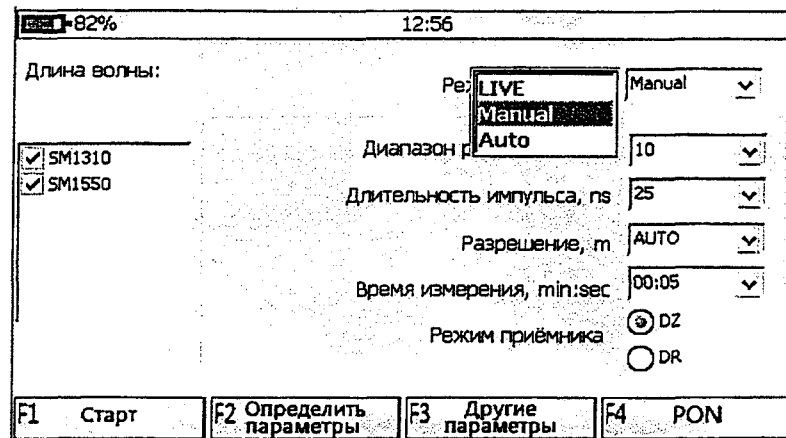 82% 12:56
Длина волны:
Manual
LIVE
Manual
Auto
SM1310
SM1550
Диапазон
10
Длительность импульса, ns 25
Разрешение, m AUTO
Время измерения, min:sec 00:05
Режим приёмника
DZ
DR
F1 Старт
F2 Определить
параметры
F3 Другие
параметры
F4 PON